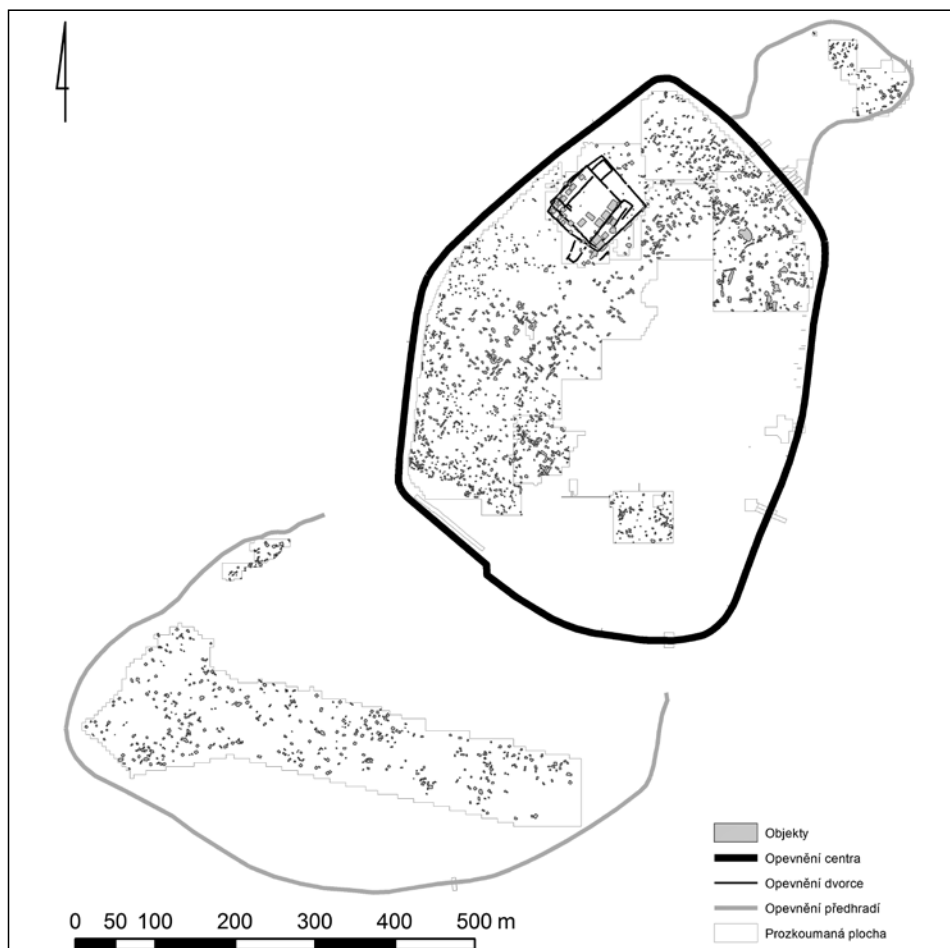 Objekty
Opevnění centra
Opevnění dvorce
Opevnění předhradí
Prozkoumaná plocha
0 50 100 200 300 400 500 m